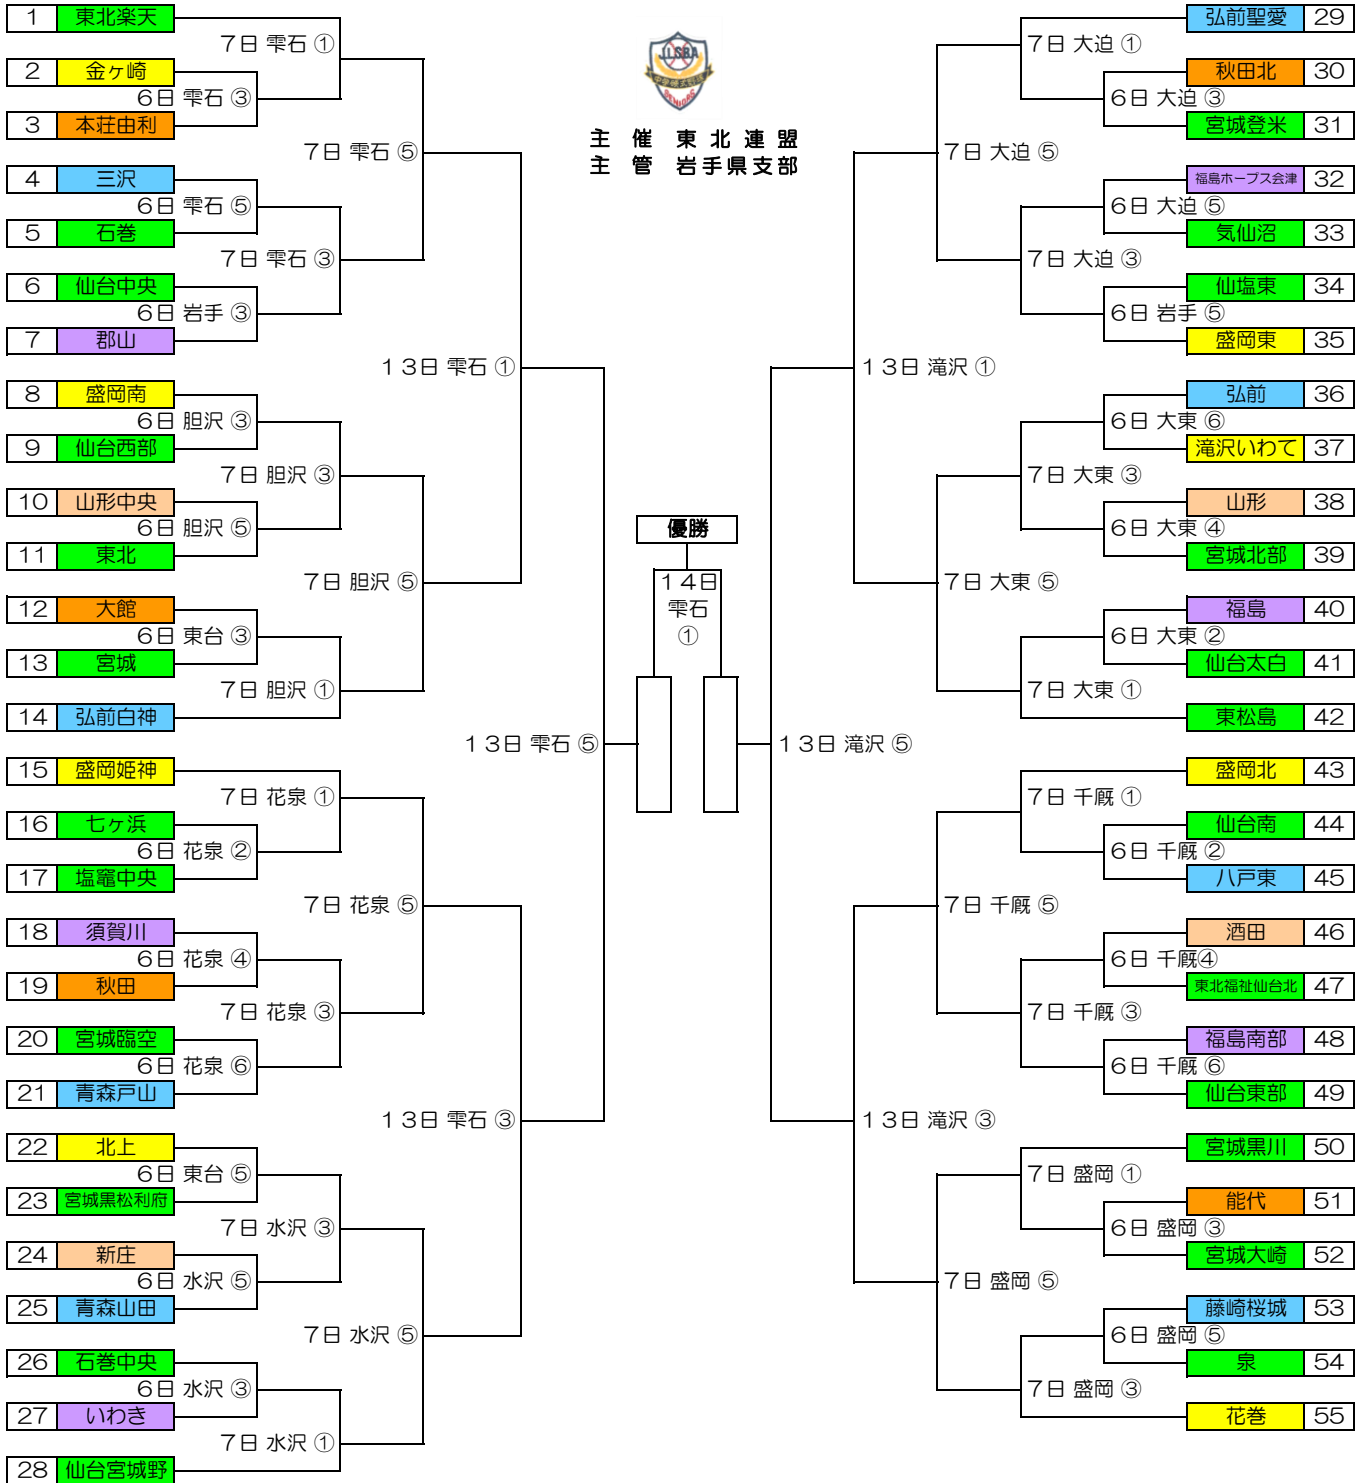 1 東北楽天
7日 雫石 ①
2 金ヶ崎
6日 雫石 ③
3 本荘由利
7日 雫石 ⑤
4 三沢
6日 雫石 ⑤
5 石巻
7日 雫石 ③
6 仙台中央
6日 岩手 ③
7 郡山
13日 雫石 ①
8 盛岡南
6日 胆沢 ③
9 仙台西部
7日 胆沢 ③
10 山形中央
6日 胆沢 ⑤
11 東北
7日 胆沢 ⑤
12 大館
6日 東台 ③
13 宮城
7日 胆沢 ①
14 弘前白神
13日 雫石 ⑤
15 盛岡姫神
7日 花泉 ①
16 七ヶ浜
6日 花泉 ②
17 塩竈中央
7日 花泉 ⑤
18 須賀川
6日 花泉 ④
19 秋田
7日 花泉 ③
20 宮城臨空
6日 花泉 ⑥
21 青森戸山
13日 雫石 ③
22 北上
6日 東台 ⑤
23 宮城黒松利府
7日 水沢 ③
24 新庄
6日 水沢 ⑤
25 青森山田
7日 水沢 ⑤
26 石巻中央
6日 水沢 ③
27 いわき
7日 水沢 ①
28 仙台宮城野
JLSBA
SENIORS
主 催 東 北 連 盟
主 管 岩手県支部
優勝
14日
雫石
①
弘前聖愛 29
7日 大迫 ①
秋田北 30
6日 大迫 ③
宮城登米 31
7日 大迫 ⑤
福島ホープス会津 32
6日 大迫 ⑤
気仙沼 33
7日 大迫 ③
仙塩東 34
6日 岩手 ⑤
盛岡東 35
13日 滝沢 ①
弘前 36
6日 大東 ⑥
滝沢いわて 37
7日 大東 ③
山形 38
6日 大東 ④
宮城北部 39
7日 大東 ⑤
福島 40
6日 大東 ②
仙台太白 41
7日 大東 ①
東松島 42
13日 滝沢 ⑤
盛岡北 43
7日 千厩 ①
仙台南 44
6日 千厩 ②
八戸東 45
7日 千厩 ⑤
酒田 46
6日 千厩④
東北福祉仙台北 47
7日 千厩 ③
福島南部 48
6日 千厩 ⑥
仙台東部 49
13日 滝沢 ③
宮城黒川 50
7日 盛岡 ①
能代 51
6日 盛岡 ③
宮城大崎 52
7日 盛岡 ⑤
藤崎桜城 53
6日 盛岡 ⑤
泉 54
7日 盛岡 ③
花巻 55